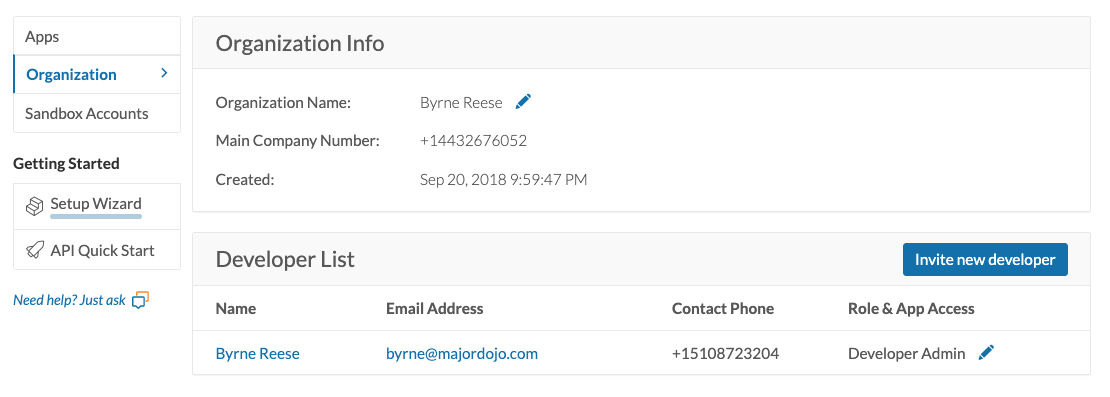 Apps
Organization
Sandbox Accounts
Getting Started
Setup Wizard
API Quick Start
Need help? Just ask
Organization Info
Organization Name: Byrne Reese
Main Company Number: +14432676052
Created: Sep 20, 2018 9:59:47 PM
Developer List Invite new developer
Name Email Address Contact Phone Role & App Access
Byrne Reese byrne@majordojo.com +15108723204 Developer Admin